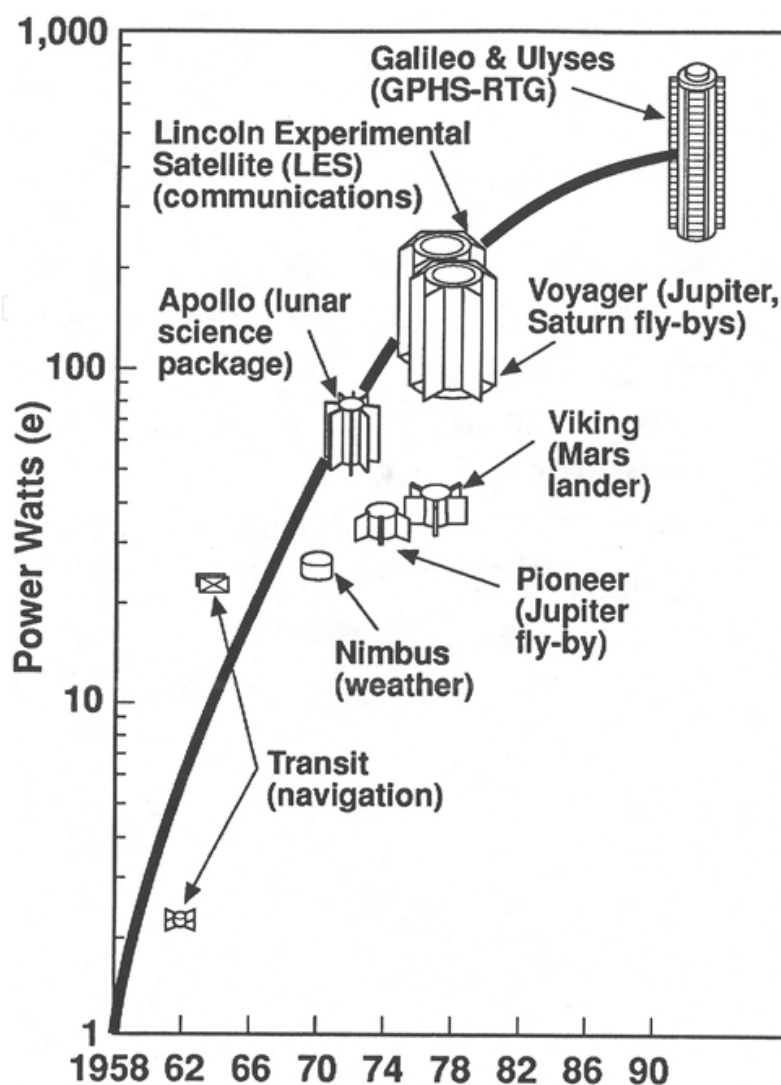 1,000
Galileo & Ulyses
(GPHS-RTG)
Lincoln Experimental
Satellite (LES)
(communications)
Apollo (lunar
science
package)
Voyager (Jupiter,
Saturn fly-bys)
100
Viking
(Mars
lander)
Power Watts (e)
Pioneer
(Jupiter
fly-by)
Nimbus
(weather)
10
Transit
(navigation)
1
1958 62 66 70 74 78 82 86 90